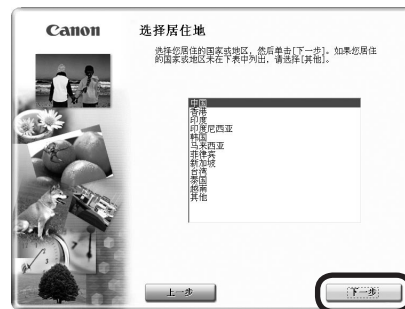 Canon
选择居住地
选择您居住的国家或地区，然后单击[下一步]。如果您居住
的国家或地区未在下表中列出，请选择[其他]。
中国
香港
印度
印度尼西亚
韩国
马来西亚
菲律宾
新加坡
台湾
泰国
越南
其他
上一步
下一步